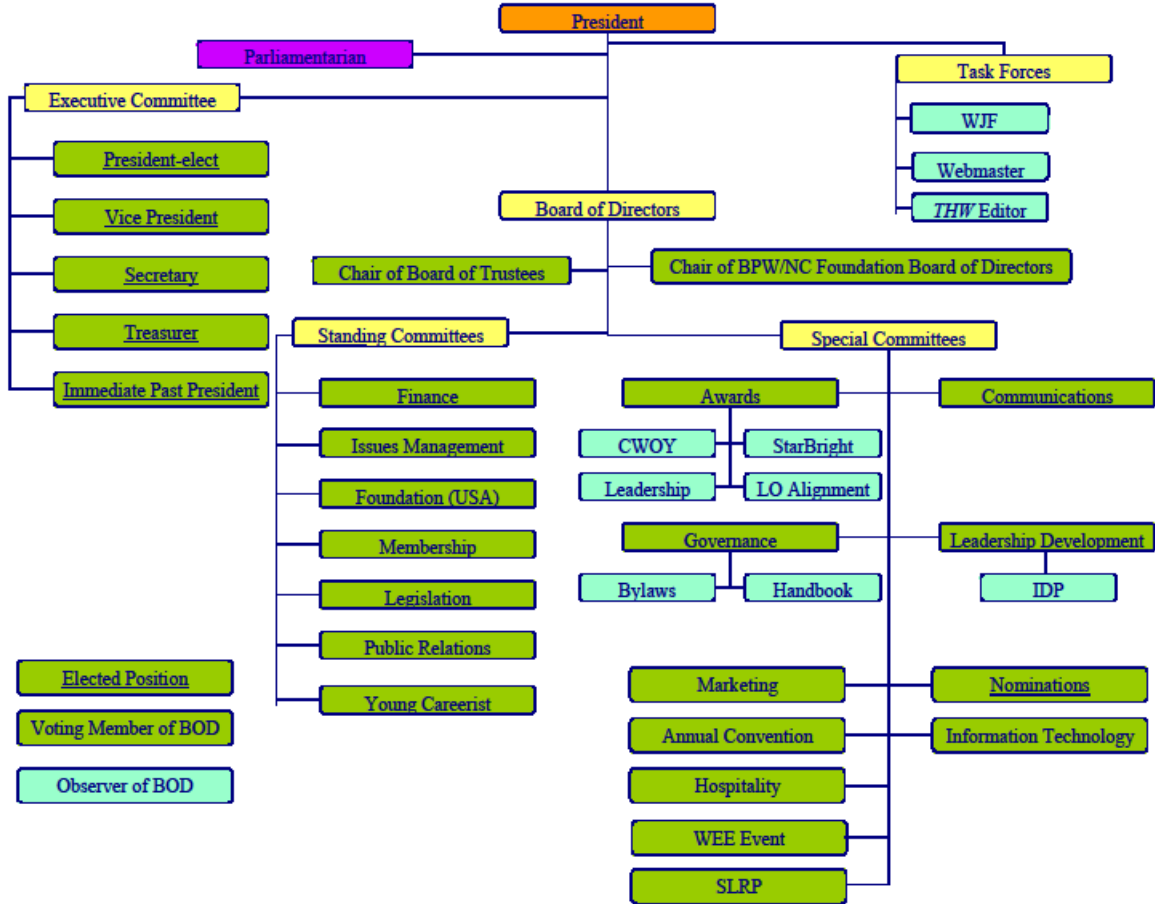 President
Parliamentarian
Task Forces
Executive Committee
WJF
President-elect
Webmaster
Vice President
Board of Directors
THW Editor
Secretary
Chair of Board of Trustees
Chair of BPW/NC Foundation Board of Directors
Treasurer
Standing Committees
Special Committees
Immediate Past President
Finance
Awards
Communications
Issues Management
CWOY
StarBright
Foundation (USA)
Leadership
LO Alignment
Membership
Governance
Leadership Development
Legislation
Bylaws
Handbook
IDP
Public Relations
Elected Position
Marketing
Nominations
Young Careerist
Voting Member of BOD
Annual Convention
Information Technology
Observer of BOD
Hospitality
WEE Event
SLRP